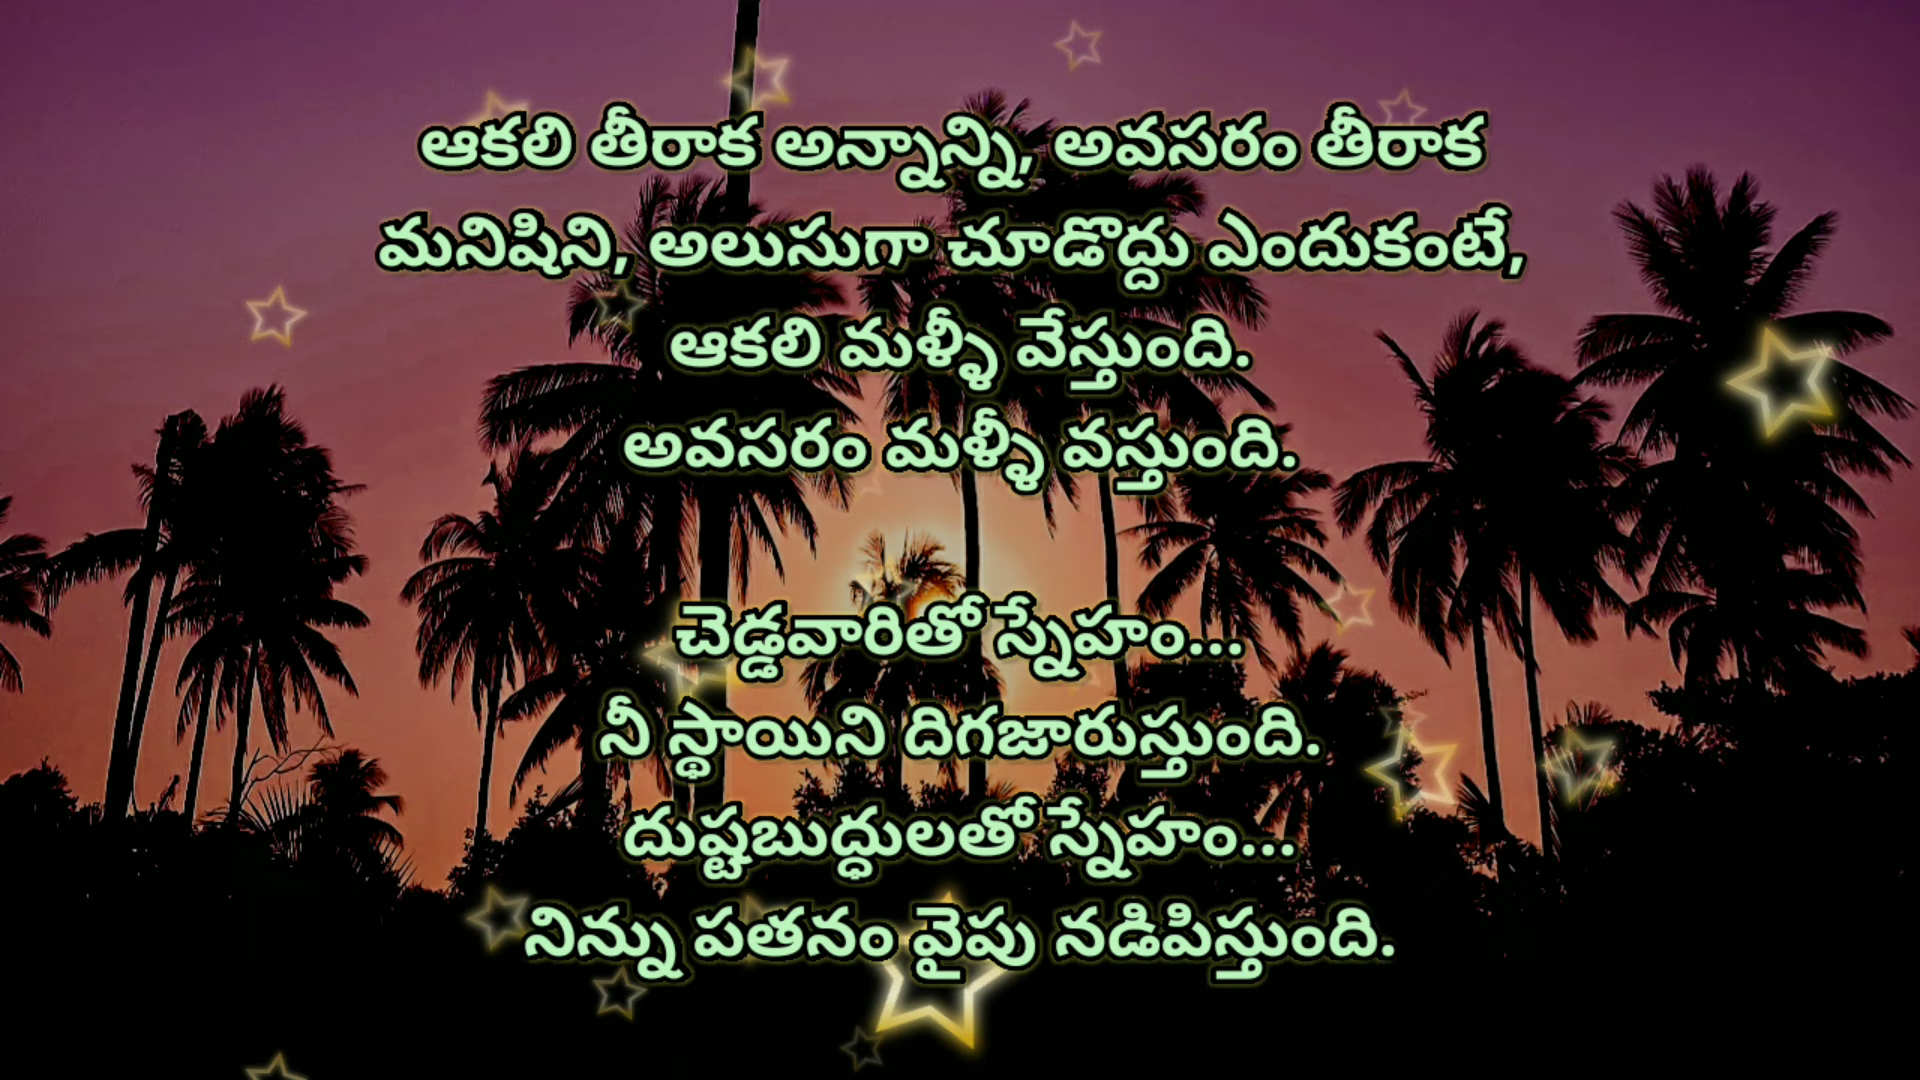 ఆకలి తీరాక అన్నాన్ని, అవసరం తీరాక
మనిషిని, అలుసుగా చూడొద్దు ఎందుకంటే,
ఆకలి మళ్ళీ వేస్తుంది.
అవసరం మళ్ళీ వస్తుంది.
చెడ్డవారితో స్నేహం...
నీ స్థాయిని దిగజారుస్తుంది.
దుష్టబుద్ధులతో స్నేహం...
నిన్ను పతనం వైపు నడిపిస్తుంది.